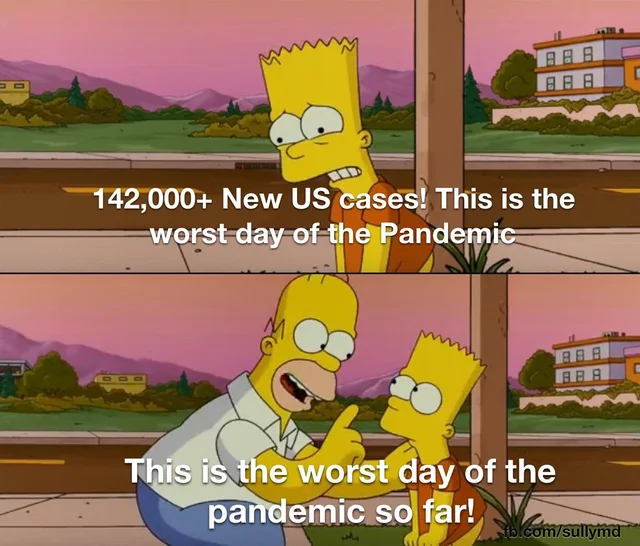 142,000+ New US cases! This is the
worst day of the Pandemic
This is the worst day of the
pandemic so far!
fb.com/sullymd